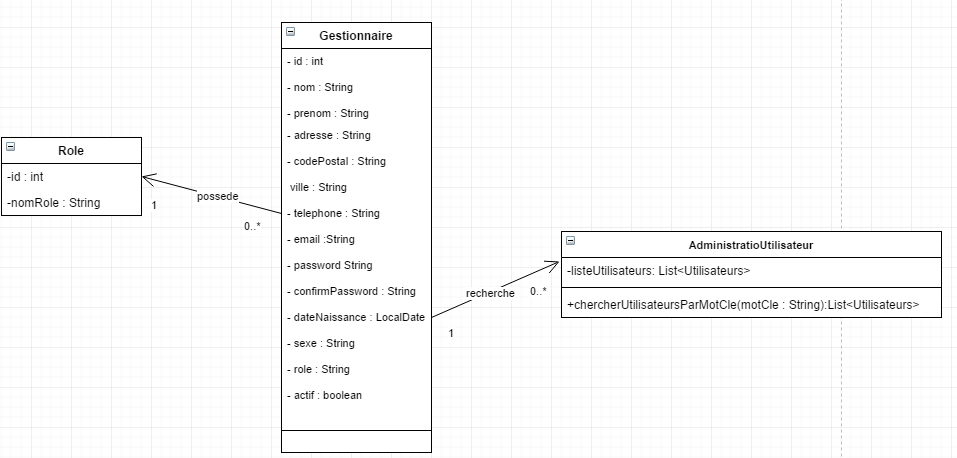 Role
-id : int
-nomRole : String
possede
1
0..*
Gestionnaire
- id : int
- nom : String
- prenom : String
- adresse : String
- codePostal : String
ville : String
- telephone : String
- email :String
- password String
- confirmPassword : String
- dateNaissance : LocalDate
- sexe : String
- role : String
- actif : boolean
recherche
0..*
1
AdministratioUtilisateur
-listeUtilisateurs: List<Utilisateurs>
+chercherUtilisateursParMotCle(motCle : String):List<Utilisateurs>